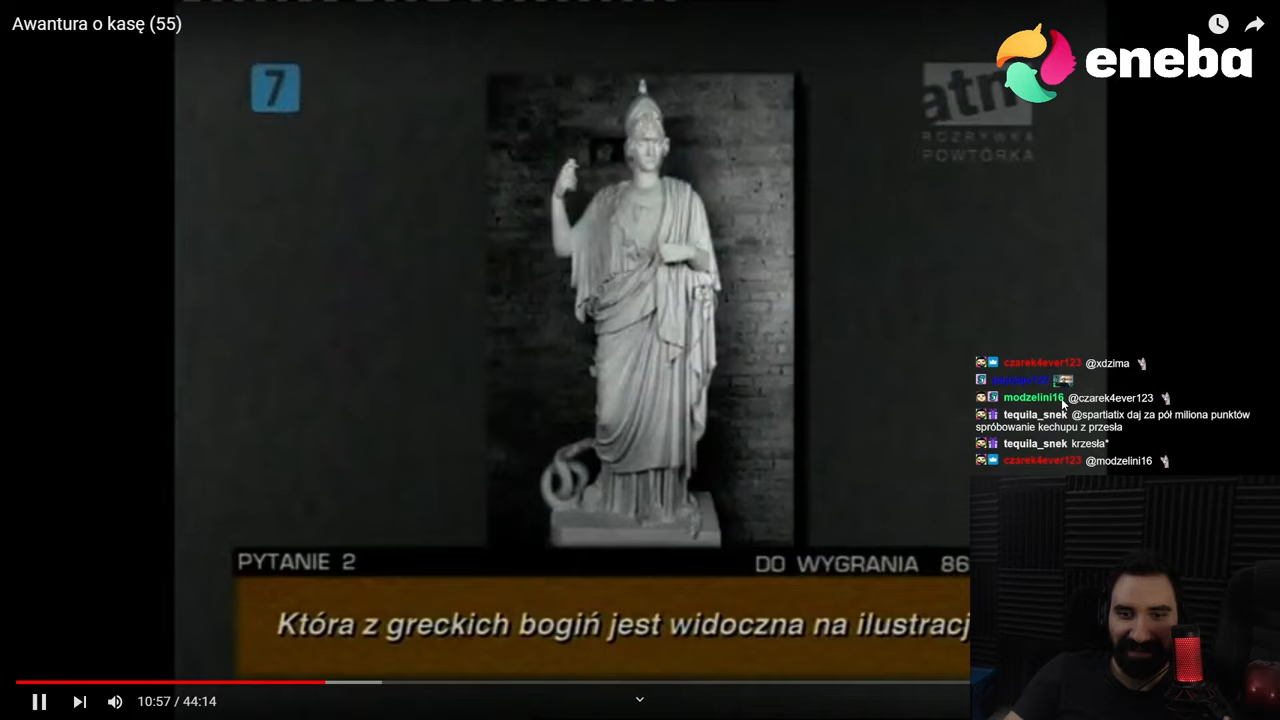 Awantura o kasę (55)
eneba
7
atm
ROZRYWKA
POWTÓRKA
czarek4ever123 @xdzima
modzelini16 @czarek4ever123
tequila_snek @spartiatix daj za pół miliona punktów
spróbowanie kechupu z przesła
tequila_snek krzesła*
czarek4ever123 @modzelini16
PYTANIE 2
DO WYGRANIA 86
Która z greckich bogiń jest widoczna na ilustracj
10:57 / 44:14